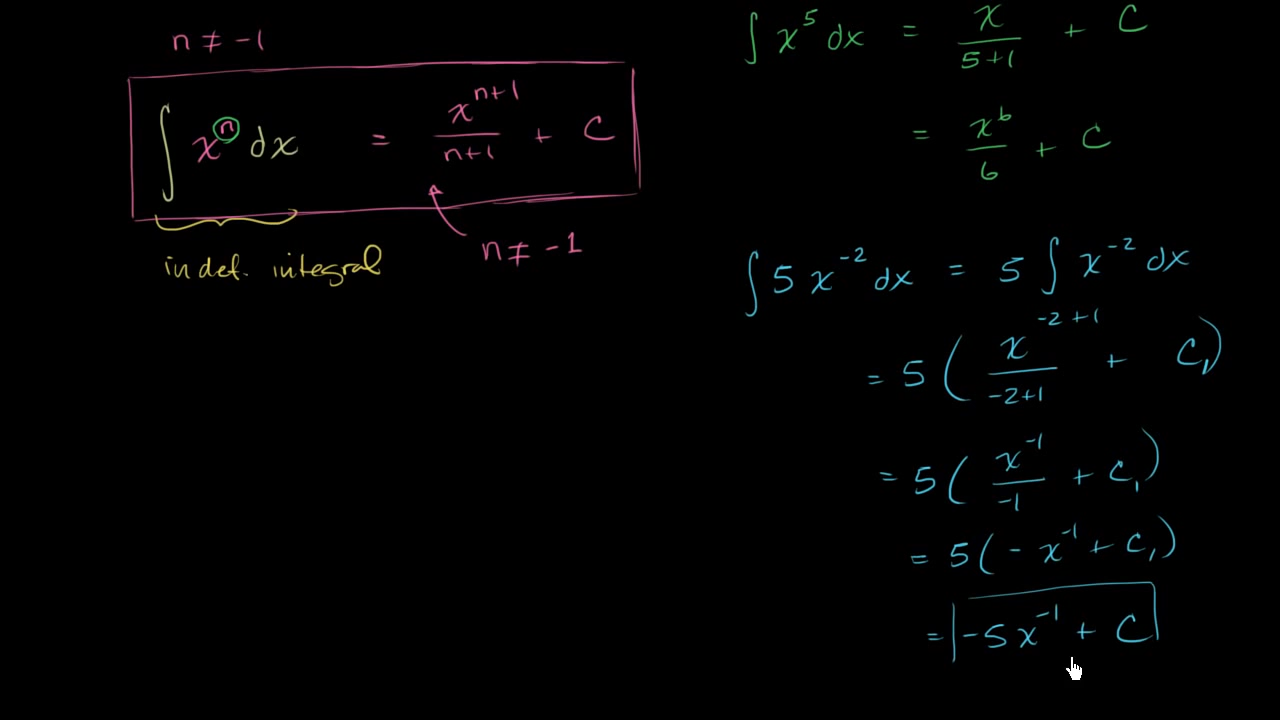 n ≠ -1
∫ x^n dx = x^(n+1)/(n+1) + C
n ≠ -1
indef. integral
∫ x^5 dx = x/(5+1) + C
= x^6/6 + C
∫ 5 x^-2 dx = 5 ∫ x^-2 dx
= 5 ( x^(-2+1)/(-2+1) + C₁)
= 5 ( x^-1/-1 + C₁)
= 5 (- x^-1 + C₁)
= -5x^-1 + C